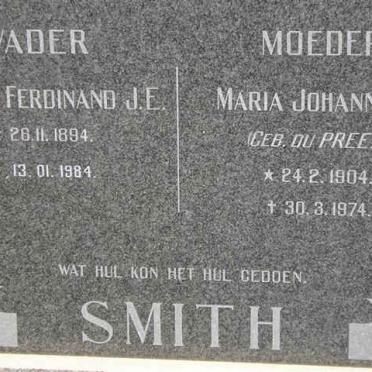 VADER MOEDER
FERDINAND J.E. MARIA JOHANN
26.11.1894. (GEB. DU PREE
13.01.1984. ★ 24.2.1904.
✝ 30.3.1974.
WAT HUL KON HET HUL GEDOEN.
SMITH